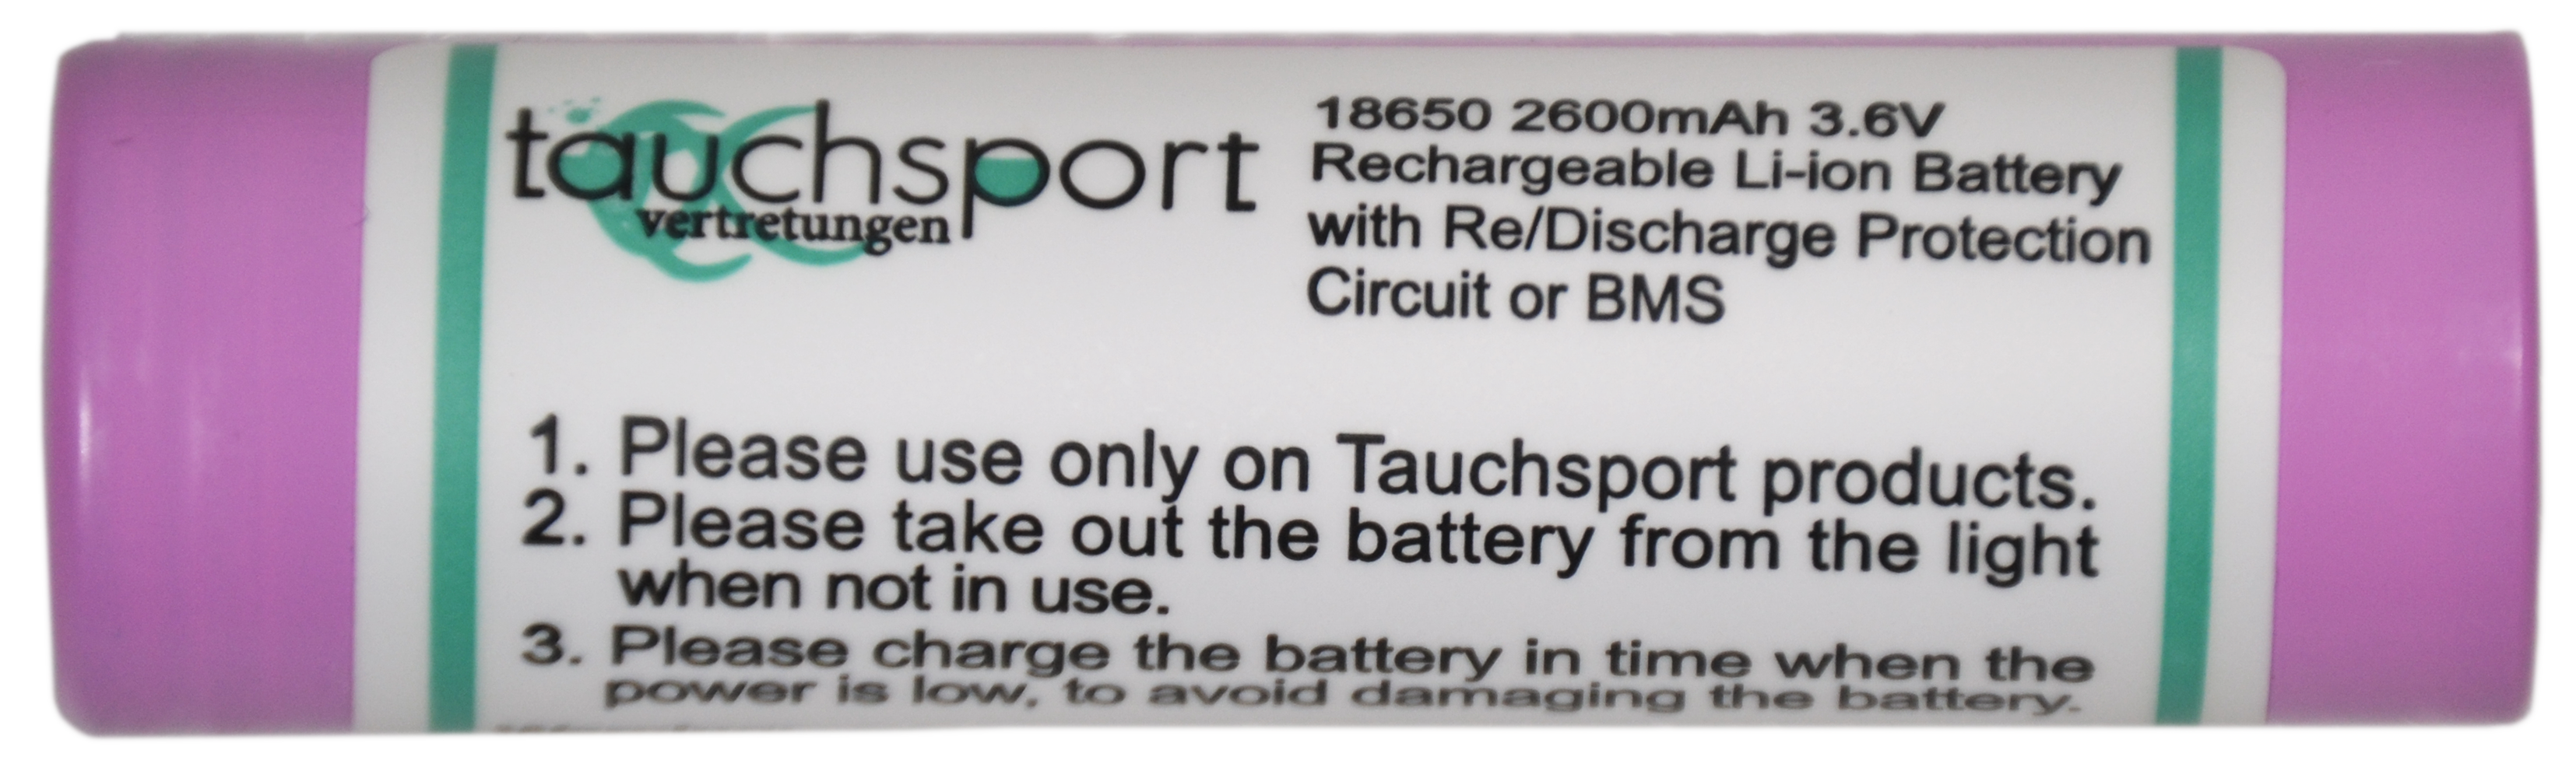 tauchsport
vertretungen
18650 2600mAh 3.6V
Rechargeable Li-ion Battery
with Re/Discharge Protection
Circuit or BMS
1. Please use only on Tauchsport products.
2. Please take out the battery from the light
when not in use.
3. Please charge the battery in time when the
power is low, to avoid damaging the battery.